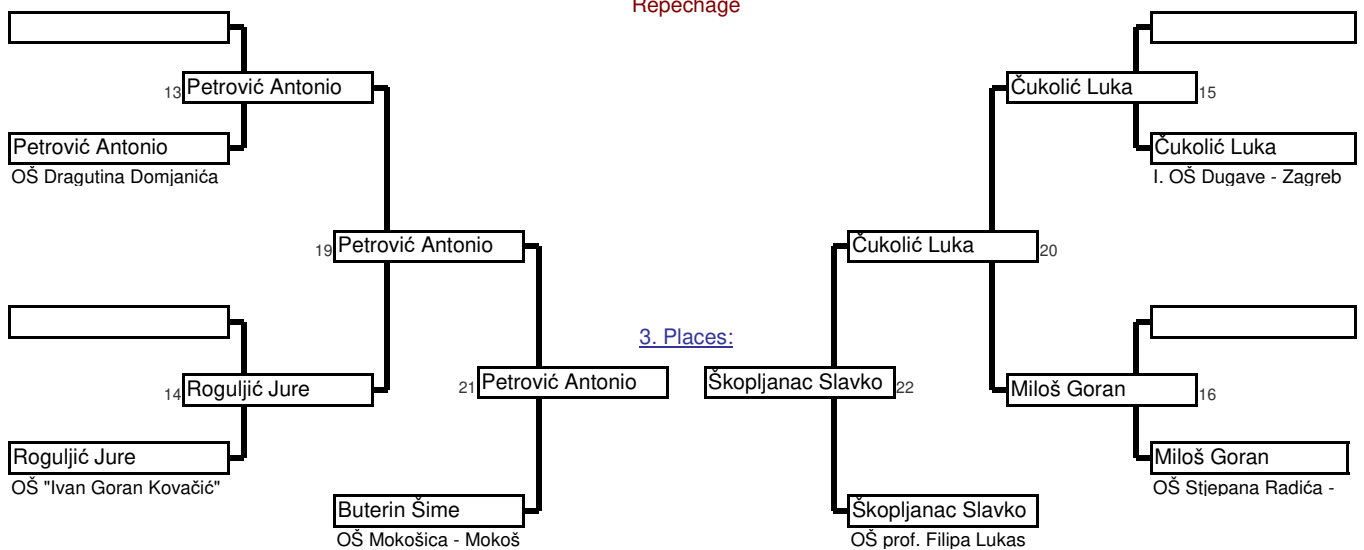 Repechage
13 Petrović Antonio
Čukolić Luka 15
Petrović Antonio
OŠ Dragutina Domjanića
Čukolić Luka
I. OŠ Dugave - Zagreb
19 Petrović Antonio
Čukolić Luka 20
3. Places:
14 Roguljić Jure
21 Petrović Antonio
Škopljanac Slavko 22
Miloš Goran 16
Roguljić Jure
OŠ "Ivan Goran Kovačić"
Miloš Goran
OŠ Stjepana Radića -
Buterin Šime
OŠ Mokošica - Mokoš
Škopljanac Slavko
OŠ prof. Filipa Lukas